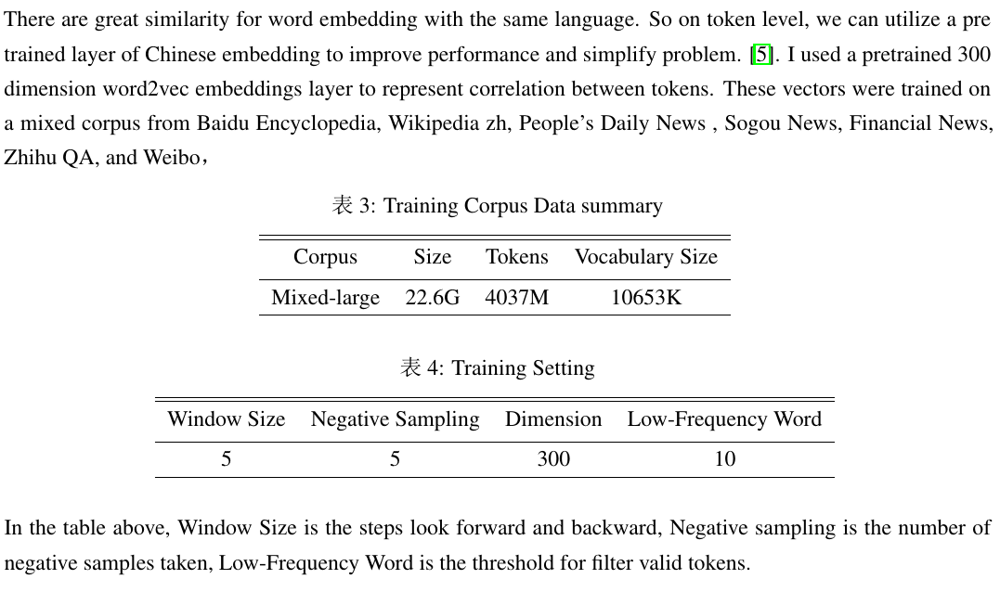 There are great similarity for word embedding with the same language. So on token level, we can utilize a pre
trained layer of Chinese embedding to improve performance and simplify problem. [5]. I used a pretrained 300
dimension word2vec embeddings layer to represent correlation between tokens. These vectors were trained on
a mixed corpus from Baidu Encyclopedia, Wikipedia zh, People's Daily News , Sogou News, Financial News,
Zhihu QA, and Weibo，
表 3: Training Corpus Data summary
Corpus Size Tokens Vocabulary Size
Mixed-large 22.6G 4037M 10653K
表 4: Training Setting
Window Size Negative Sampling Dimension Low-Frequency Word
5 5 300 10
In the table above, Window Size is the steps look forward and backward, Negative sampling is the number of
negative samples taken, Low-Frequency Word is the threshold for filter valid tokens.